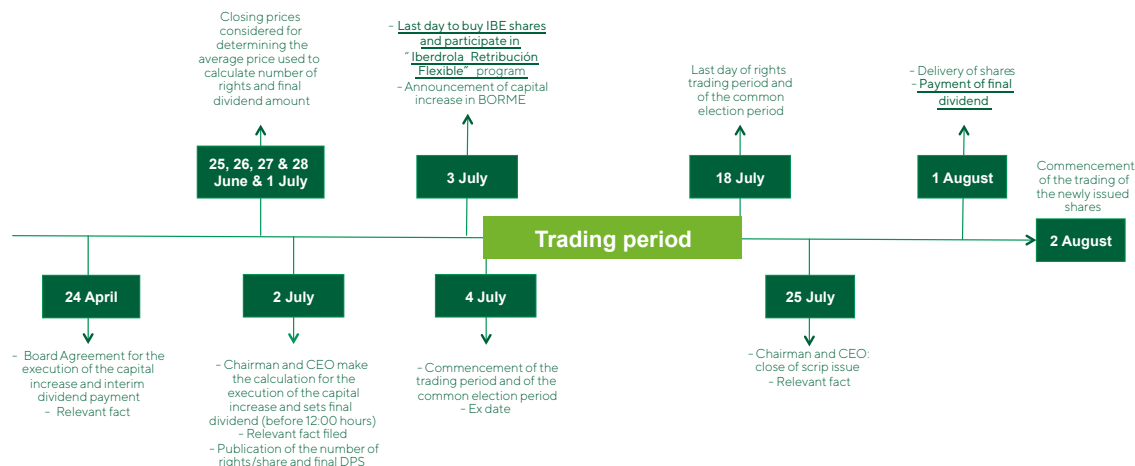 Closing prices
considered for
determining the
average price used to
calculate number of
rights and final
dividend amount
- Last day to buy IBE shares
and participate in
“Iberdrola Retribución
Flexible” program
- Announcement of capital
increase in BORME
Last day of rights
trading period and
of the common
election period
- Delivery of shares
- Payment of final
dividend
25, 26, 27 & 28
June & 1 July
3 July
18 July
1 August
Commencement
of the trading of
the newly issued
shares
2 August
Trading period
24 April
2 July
4 July
25 July
- Board Agreement for the
execution of the capital
increase and interim
dividend payment
- Relevant fact
- Chairman and CEO make
the calculation for the
execution of the capital
increase and sets final
dividend (before 12:00 hours)
- Relevant fact filed
- Publication of the number of
rights/share and final DPS
- Commencement of the
trading period and of the
common election period
- Ex date
- Chairman and CEO:
close of scrip issue
- Relevant fact